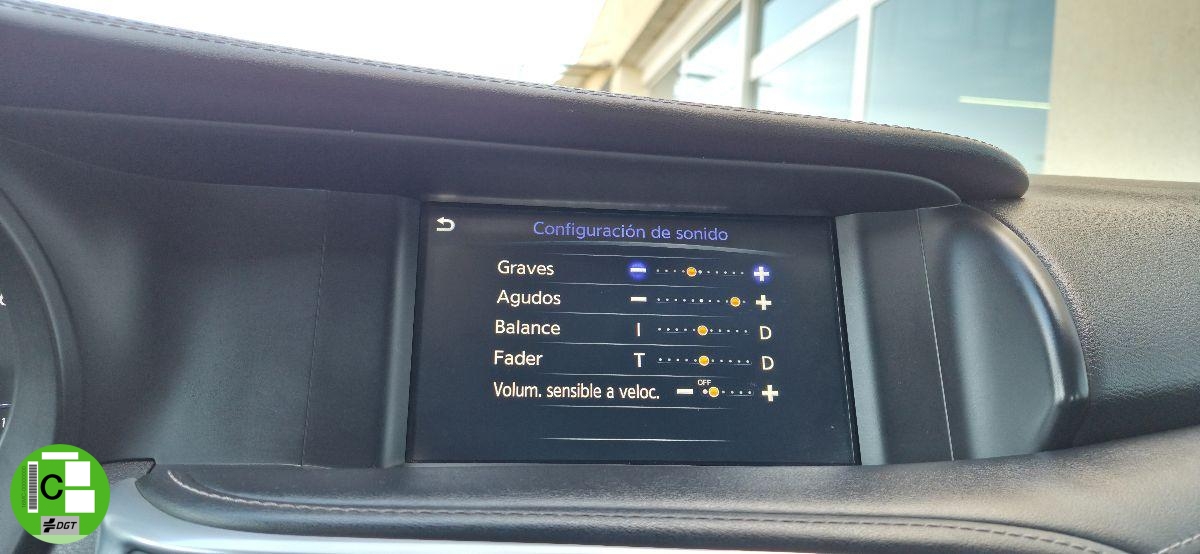 Configuración de sonido
Graves
Agudos
Balance I D
Fader T D
OFF
Volum. sensible a veloc.
C
DGT